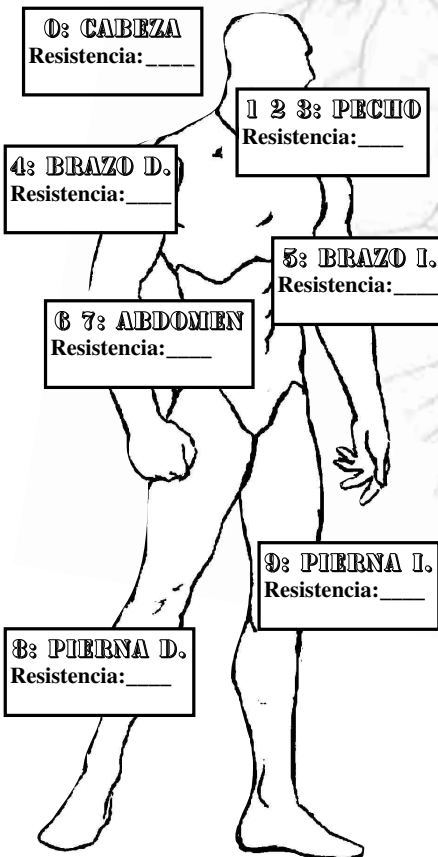 0: CABEZA
Resistencia:____
1 2 3: PECHO
Resistencia:____
4: BRAZO D.
Resistencia:____
5: BRAZO I.
Resistencia:____
6 7: ABDOMEN
Resistencia:____
9: PIERNA I.
Resistencia:____
8: PIERNA D.
Resistencia:____